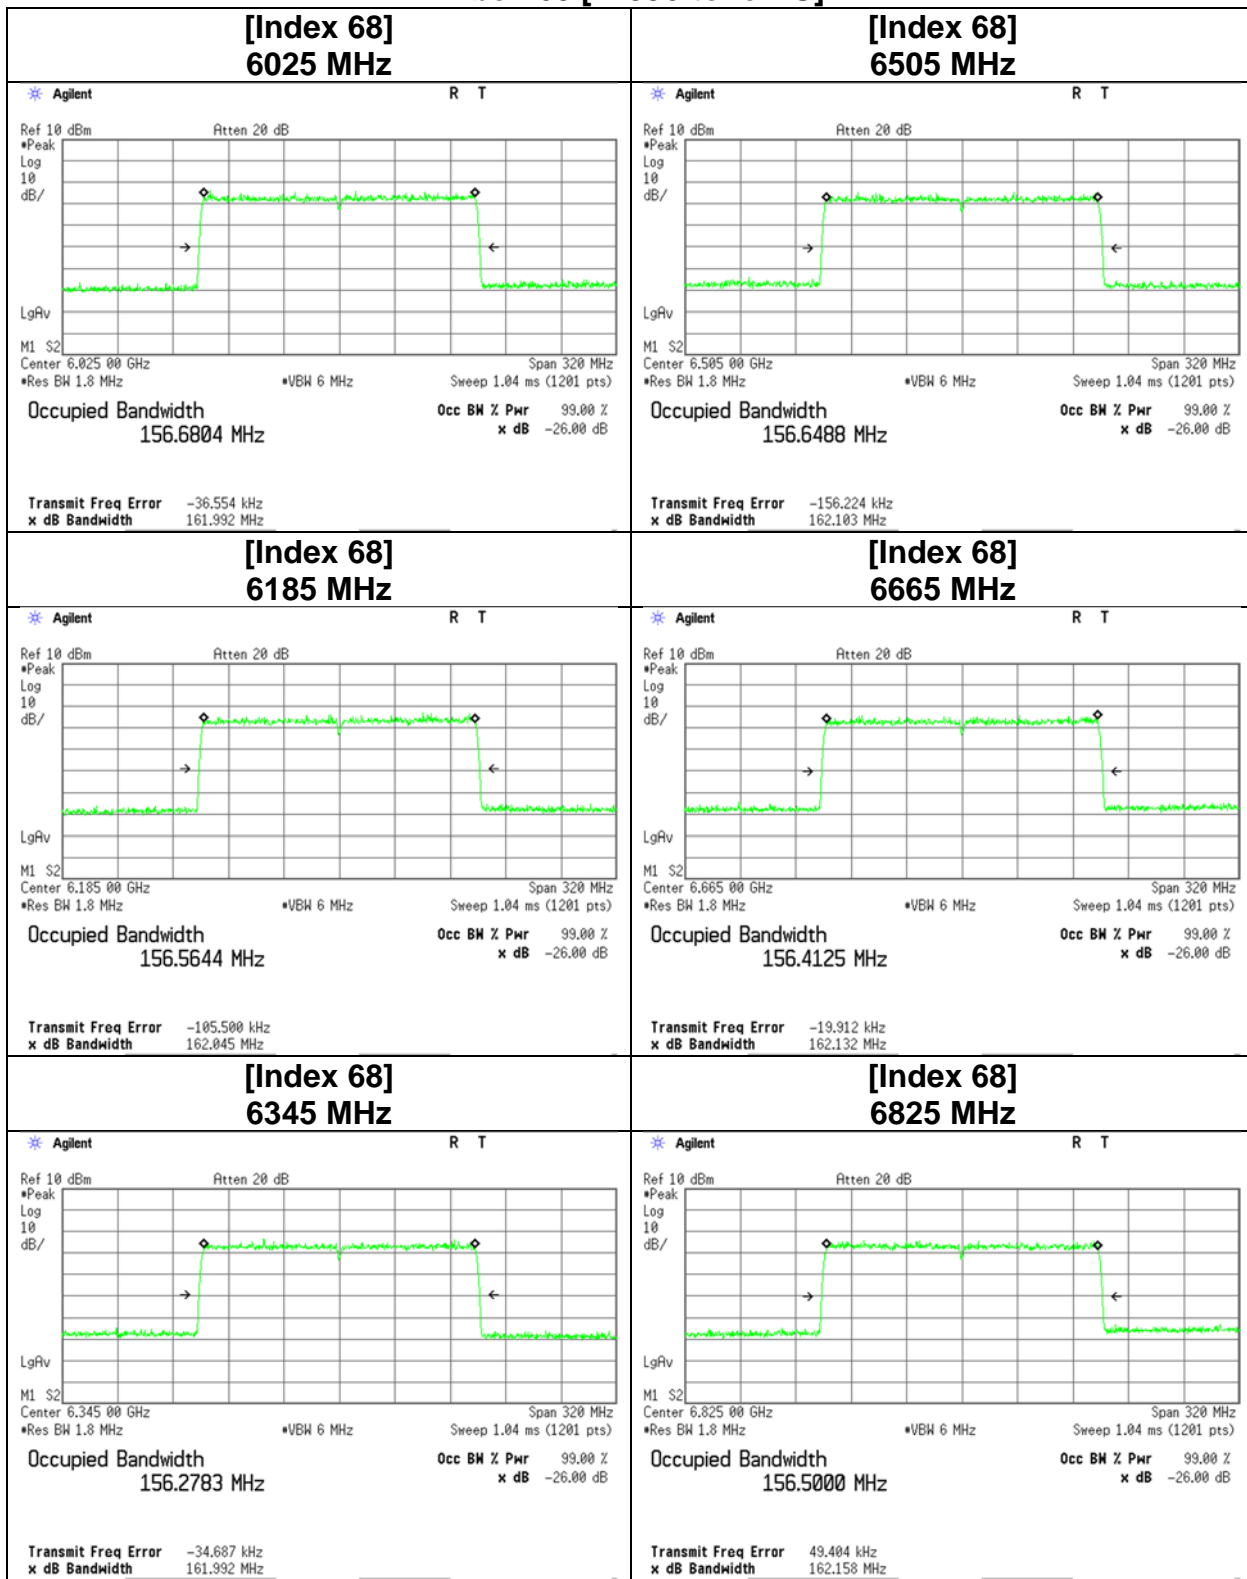 [Index 68]
6025 MHz
Agilent R T
Ref 10 dBm Atten 20 dB
#Peak
Log
10
dB/
LgAv
M1 S2
Center 6.025 00 GHz Span 320 MHz
#Res BW 1.8 MHz #VBW 6 MHz Sweep 1.04 ms (1201 pts)
Occupied Bandwidth Occ BW % Pwr 99.00 %
156.6804 MHz x dB -26.00 dB
Transmit Freq Error -36.554 kHz
x dB Bandwidth 161.992 MHz
[Index 68]
6505 MHz
Agilent R T
Ref 10 dBm Atten 20 dB
#Peak
Log
10
dB/
LgAv
M1 S2
Center 6.505 00 GHz Span 320 MHz
#Res BW 1.8 MHz #VBW 6 MHz Sweep 1.04 ms (1201 pts)
Occupied Bandwidth Occ BW % Pwr 99.00 %
156.6488 MHz x dB -26.00 dB
Transmit Freq Error -156.224 kHz
x dB Bandwidth 162.103 MHz
[Index 68]
6185 MHz
Agilent R T
Ref 10 dBm Atten 20 dB
#Peak
Log
10
dB/
LgAv
M1 S2
Center 6.185 00 GHz Span 320 MHz
#Res BW 1.8 MHz #VBW 6 MHz Sweep 1.04 ms (1201 pts)
Occupied Bandwidth Occ BW % Pwr 99.00 %
156.5644 MHz x dB -26.00 dB
Transmit Freq Error -105.500 kHz
x dB Bandwidth 162.045 MHz
[Index 68]
6665 MHz
Agilent R T
Ref 10 dBm Atten 20 dB
#Peak
Log
10
dB/
LgAv
M1 S2
Center 6.665 00 GHz Span 320 MHz
#Res BW 1.8 MHz #VBW 6 MHz Sweep 1.04 ms (1201 pts)
Occupied Bandwidth Occ BW % Pwr 99.00 %
156.4125 MHz x dB -26.00 dB
Transmit Freq Error -19.912 kHz
x dB Bandwidth 162.132 MHz
[Index 68]
6345 MHz
Agilent R T
Ref 10 dBm Atten 20 dB
#Peak
Log
10
dB/
LgAv
M1 S2
Center 6.345 00 GHz Span 320 MHz
#Res BW 1.8 MHz #VBW 6 MHz Sweep 1.04 ms (1201 pts)
Occupied Bandwidth Occ BW % Pwr 99.00 %
156.2783 MHz x dB -26.00 dB
Transmit Freq Error -34.687 kHz
x dB Bandwidth 161.992 MHz
[Index 68]
6825 MHz
Agilent R T
Ref 10 dBm Atten 20 dB
#Peak
Log
10
dB/
LgAv
M1 S2
Center 6.825 00 GHz Span 320 MHz
#Res BW 1.8 MHz #VBW 6 MHz Sweep 1.04 ms (1201 pts)
Occupied Bandwidth Occ BW % Pwr 99.00 %
156.5000 MHz x dB -26.00 dB
Transmit Freq Error 49.404 kHz
x dB Bandwidth 162.158 MHz